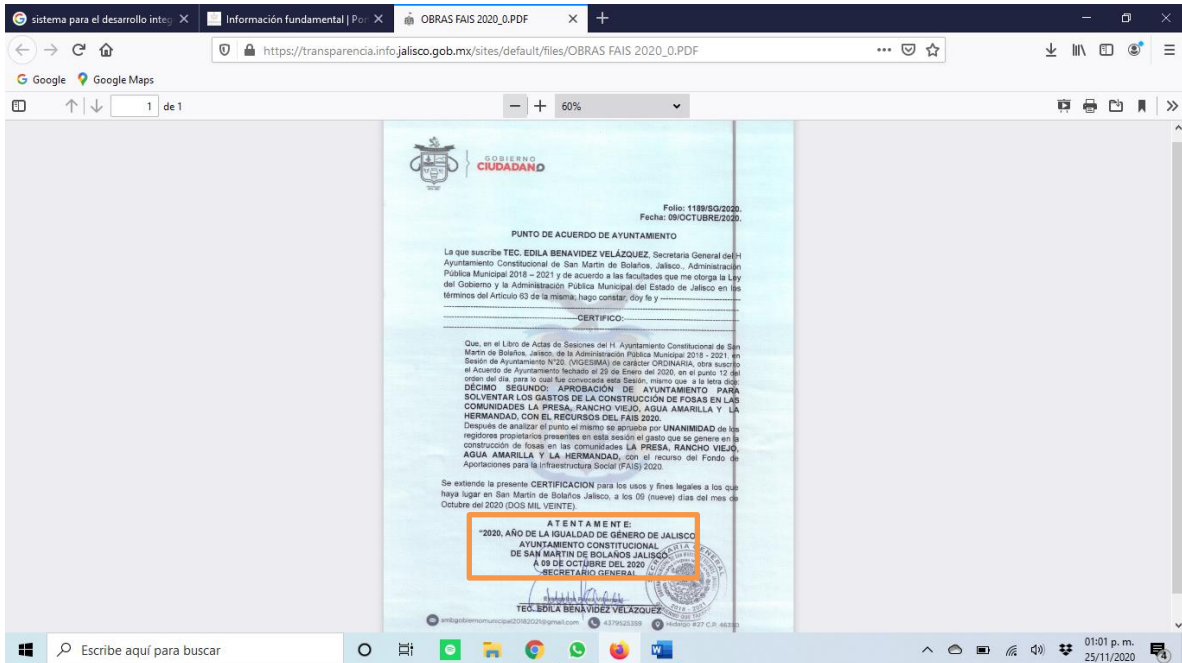 sistema para el desarrollo integ
Información fundamental | Por
OBRAS FAIS 2020_0.PDF
https://transparencia.info.jalisco.gob.mx/sites/default/files/OBRAS FAIS 2020_0.PDF
Google Google Maps
1 de 1
60%
GOBIERNO
CIUDADANO
Folio: 1189/SG/2020.
Fecha: 09/OCTUBRE/2020.
PUNTO DE ACUERDO DE AYUNTAMIENTO
La que suscribe TEC. EDILA BENAVIDEZ VELÁZQUEZ, Secretaria General del H
Ayuntamiento Constitucional de San Martin de Bolaños, Jalisco., Administración
Pública Municipal 2018 – 2021 y de acuerdo a las facultades que me otorga la Ley
del Gobierno y la Administración Pública Municipal del Estado de Jalisco en los
términos del Artículo 63 de la misma; hago constar, doy fe y
CERTIFICO:
Que, en el Libro de Actas de Sesiones del H. Ayuntamiento Constitucional de San
Martin de Bolaños, Jalisco, de la Administración Pública Municipal 2018 - 2021, en
Sesión de Ayuntamiento N°20. (VIGESIMA) de carácter ORDINARIA, obra suscrito
el Acuerdo de Ayuntamiento fechado el 29 de Enero del 2020, en el punto 12 del
orden del día, para lo cual fue convocada esta Sesión, mismo que a la letra dice:
DÉCIMO SEGUNDO: APROBACIÓN DE AYUNTAMIENTO PARA
SOLVENTAR LOS GASTOS DE LA CONSTRUCCIÓN DE FOSAS EN LAS
COMUNIDADES LA PRESA, RANCHO VIEJO, AGUA AMARILLA Y LA
HERMANDAD, CON EL RECURSOS DEL FAIS 2020.
Después de analizar el punto el mismo se aprueba por UNANIMIDAD de los
regidores propietarios presentes en esta sesión el gasto que se genere en la
construcción de fosas en las comunidades LA PRESA, RANCHO VIEJO,
AGUA AMARILLA Y LA HERMANDAD, con el recurso del Fondo de
Aportaciones para la Infraestructura Social (FAIS) 2020.
Se extiende la presente CERTIFICACION para los usos y fines legales a los que
haya lugar en San Martin de Bolaños Jalisco, a los 09 (nueve) días del mes de
Octubre del 2020 (DOS MIL VEINTE).
A T E N T A M E N T E:
"2020, AÑO DE LA IGUALDAD DE GÉNERO DE JALISCO
AYUNTAMIENTO CONSTITUCIONAL
DE SAN MARTIN DE BOLAÑOS JALISCO
A 09 DE OCTUBRE DEL 2020
SECRETARIO GENERAL
TEC. EDILA BENAVIDEZ VELÁZQUEZ
smbgobiernomunicipal20182021@gmail.com 4379525359 Hidalgo #27 C.P.
Escribe aquí para buscar
01:01 p. m.
25/11/2020